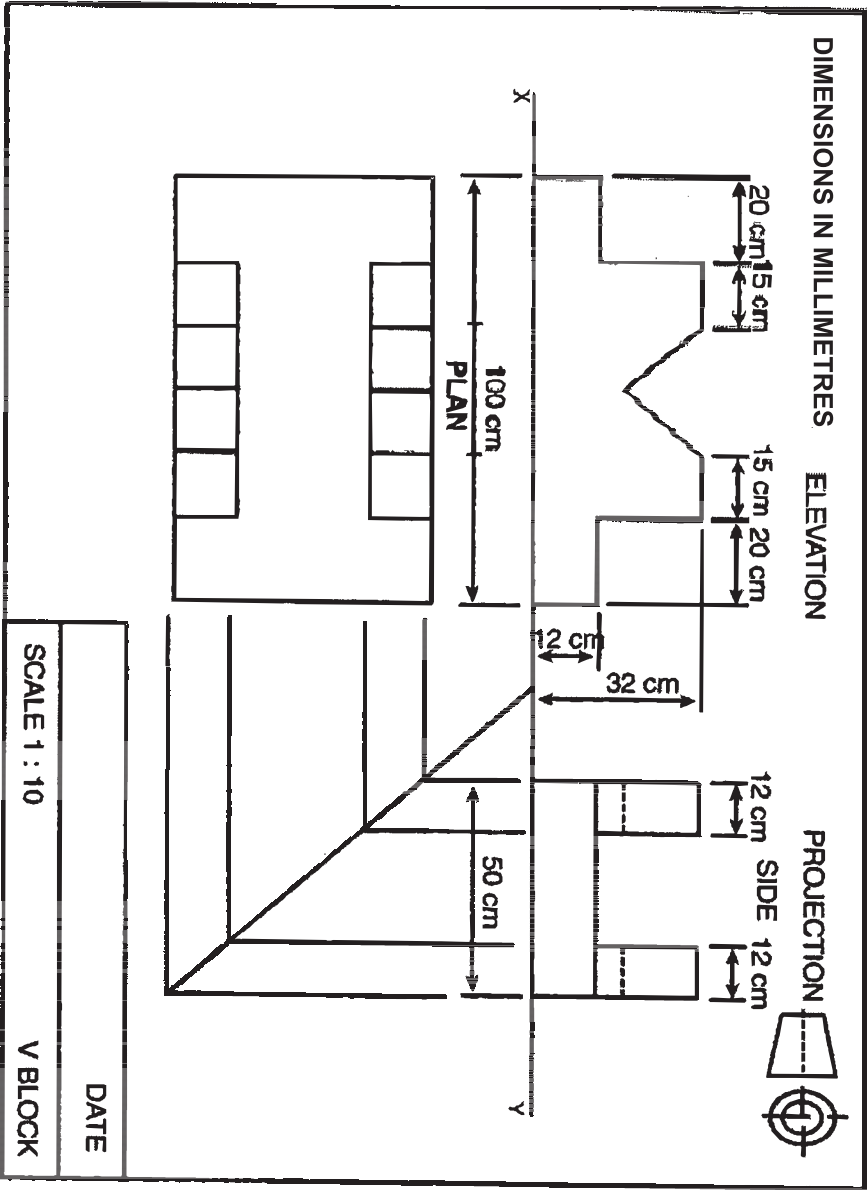 DIMENSIONS IN MILLIMETRES
ELEVATION
PROJECTION
20 cm
15 cm
15 cm
20 cm
12 cm
SIDE
12 cm
12 cm
32 cm
X
Y
100 cm
PLAN
50 cm
DATE
SCALE 1 : 10
V BLOCK